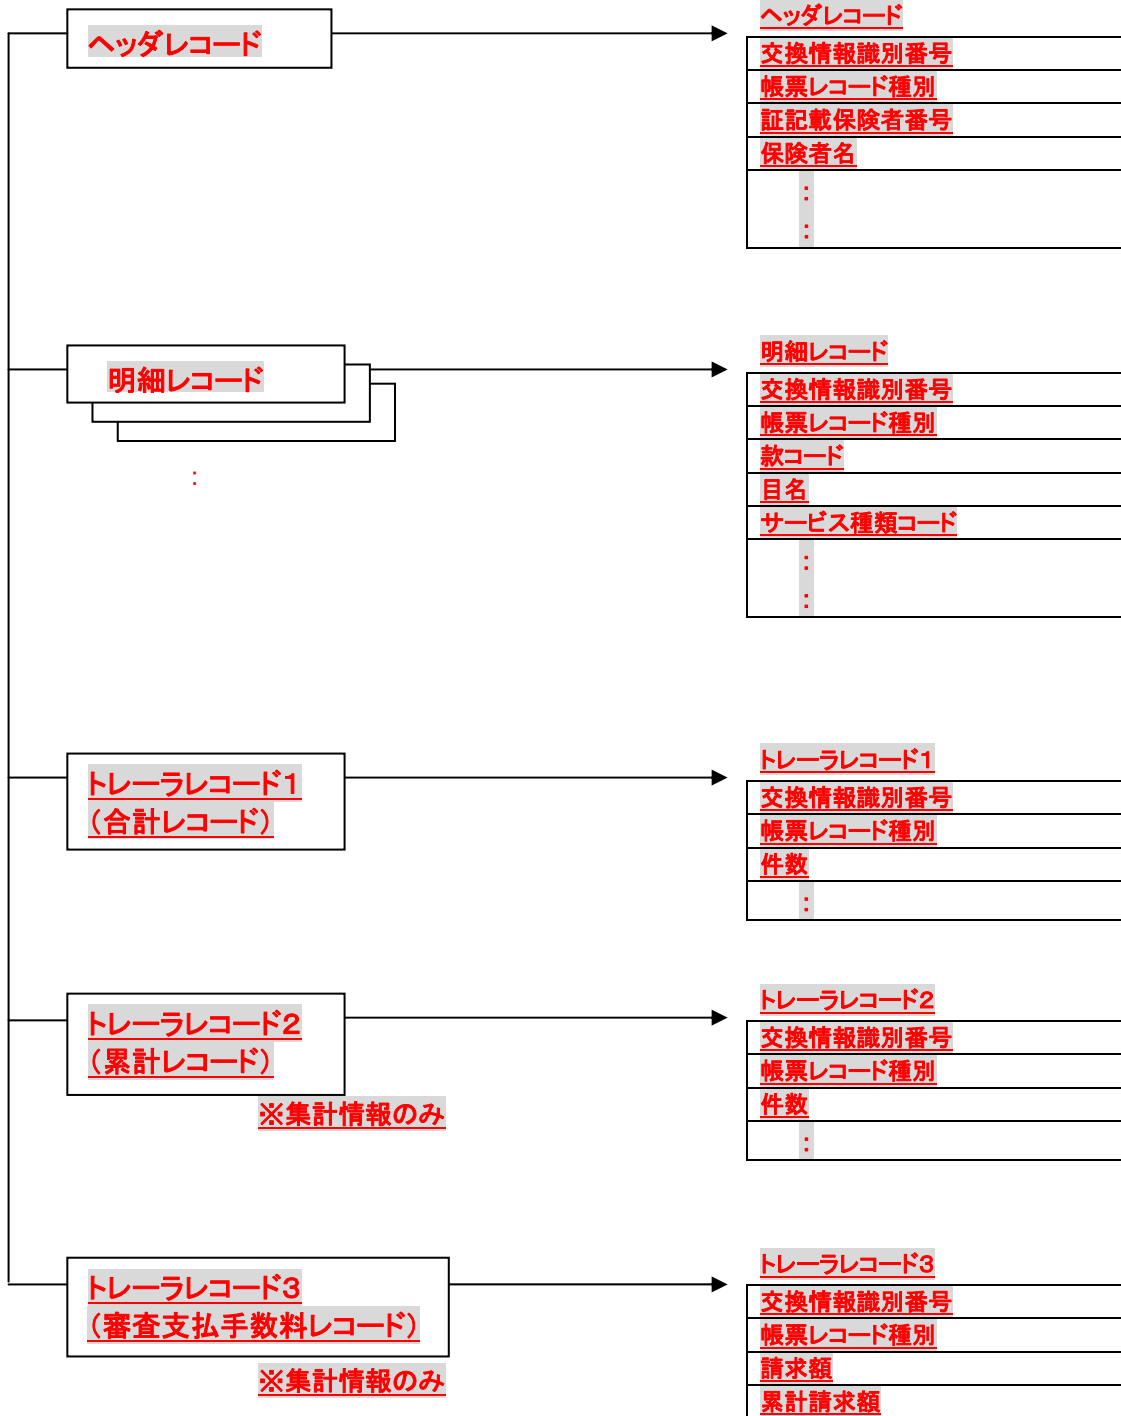 ヘッダレコード
ヘッダレコード
交換情報識別番号
帳票レコード種別
証記載保険者番号
保険者名
：
：
明細レコード
：
明細レコード
交換情報識別番号
帳票レコード種別
款コード
目名
サービス種類コード
：
：
トレーラレコード１
（合計レコード）
トレーラレコード１
交換情報識別番号
帳票レコード種別
件数
：
トレーラレコード２
（累計レコード）
※集計情報のみ
トレーラレコード２
交換情報識別番号
帳票レコード種別
件数
：
トレーラレコード３
（審査支払手数料レコード）
※集計情報のみ
トレーラレコード３
交換情報識別番号
帳票レコード種別
請求額
累計請求額